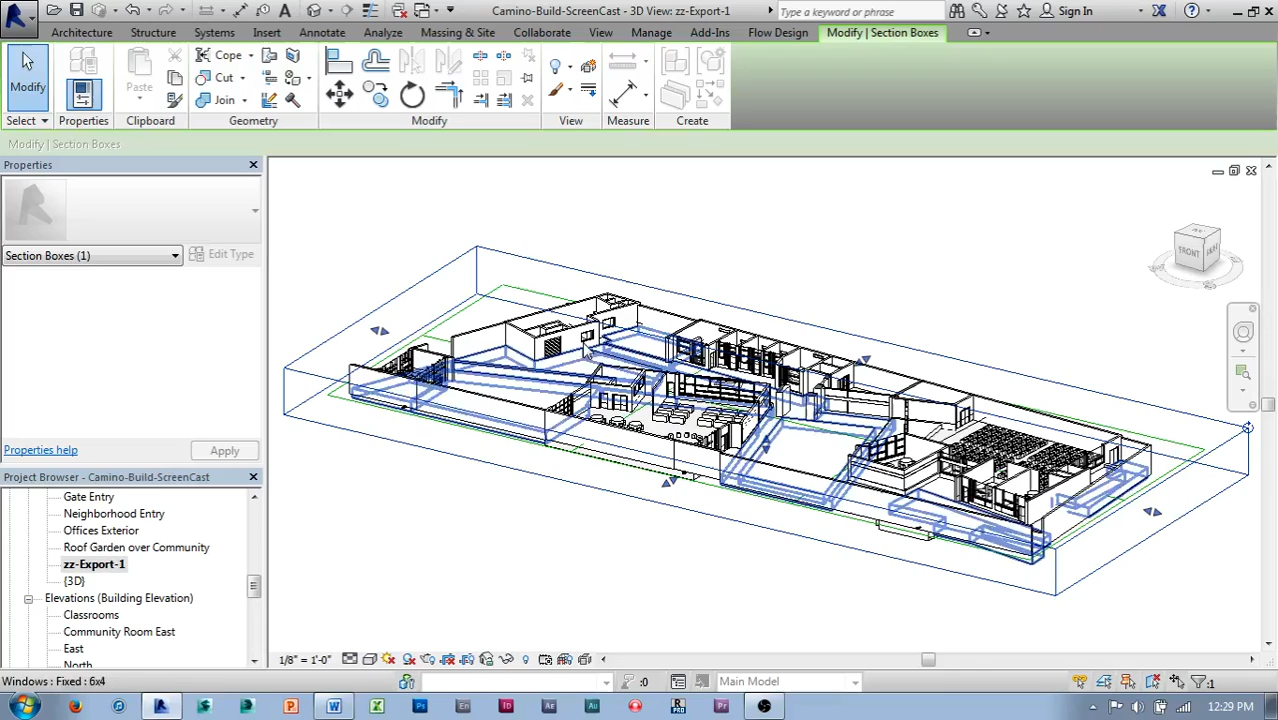 Camino-Build-ScreenCast - 3D View: zz-Export-1
Type a keyword or phrase
Sign In
Architecture
Structure
Systems
Insert
Annotate
Analyze
Massing & Site
Collaborate
View
Manage
Add-Ins
Flow Design
Modify | Section Boxes
Modify
Paste
Cope
Cut
Join
Select
Properties
Clipboard
Geometry
Modify
View
Measure
Create
Modify | Section Boxes
Properties
Section Boxes (1)
Edit Type
FRONT
Properties help
Apply
Project Browser - Camino-Build-ScreenCast
Gate Entry
Neighborhood Entry
Offices Exterior
Roof Garden over Community
zz-Export-1
{3D}
Elevations (Building Elevation)
Classrooms
Community Room East
East
North
1/8" = 1'-0"
Windows : Fixed : 6x4
:0
Main Model
:1
12:29 PM